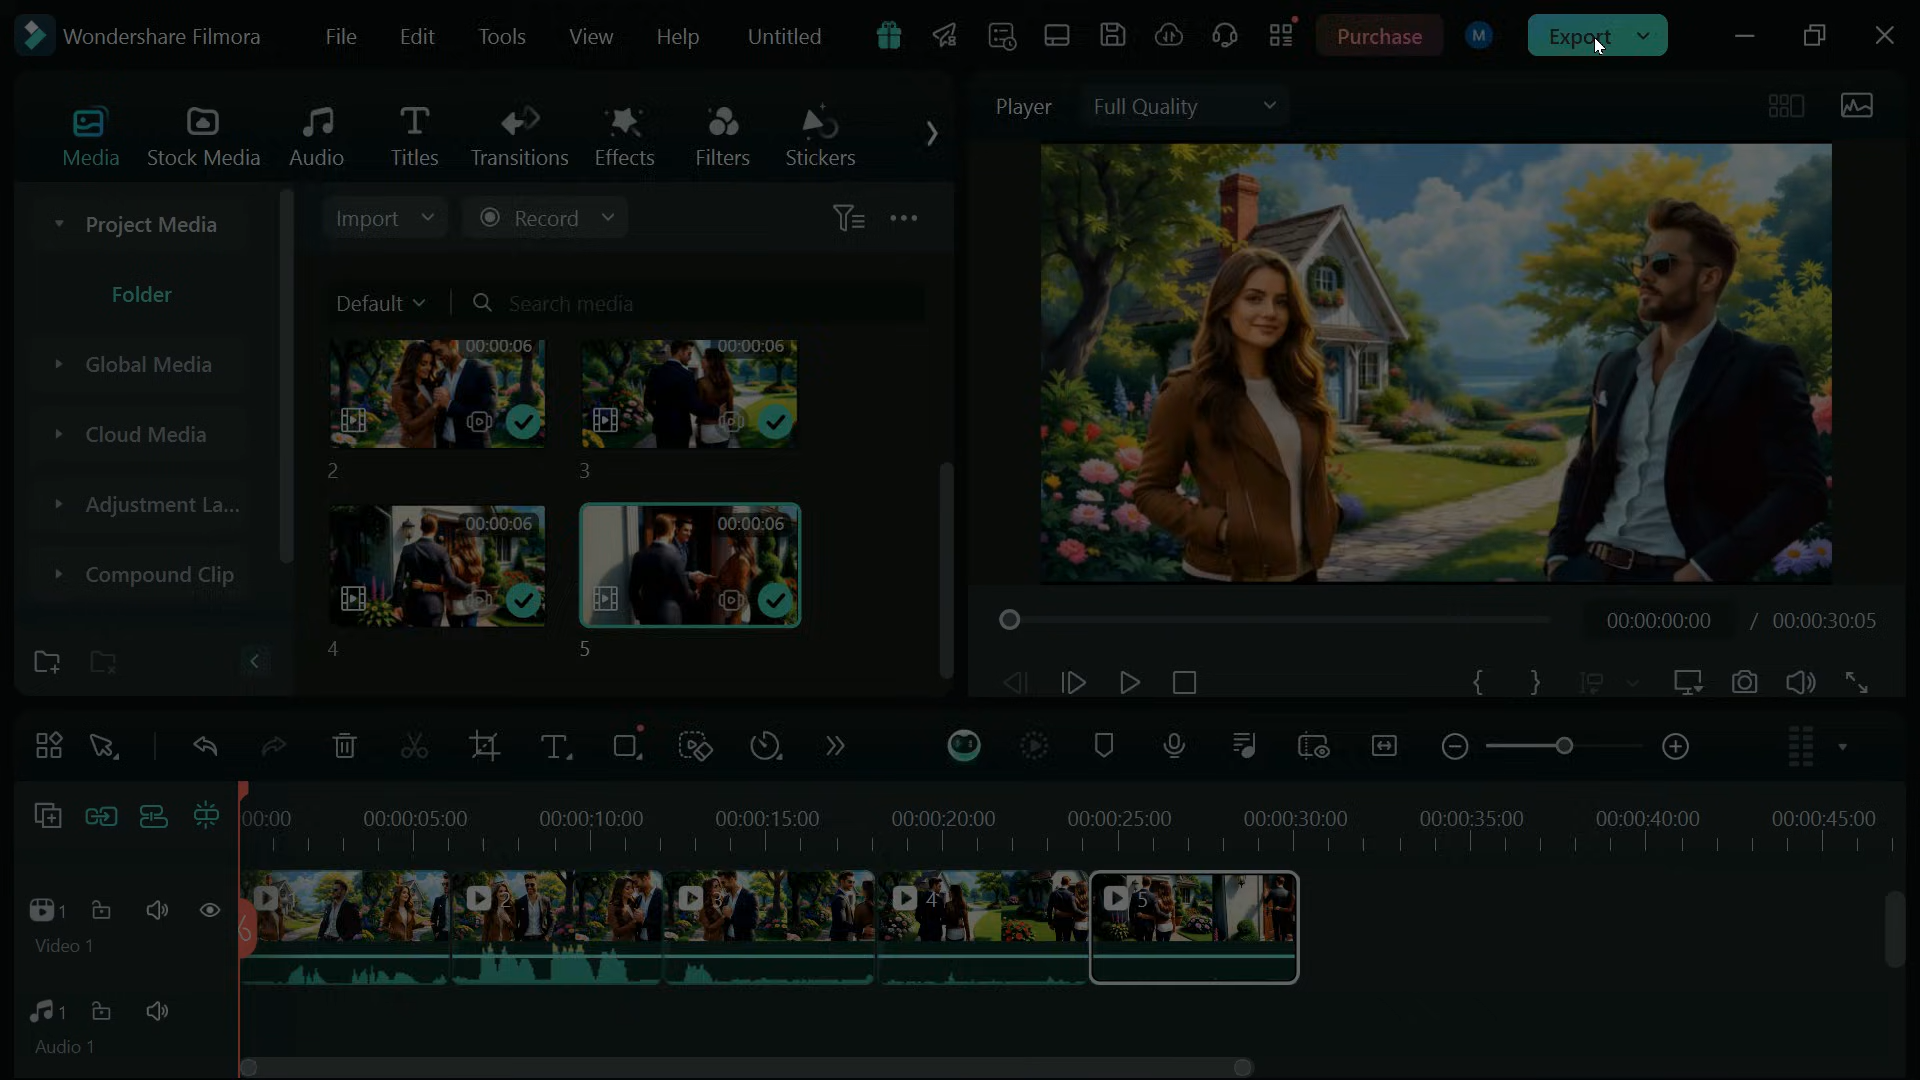 Wondershare Filmora File Edit Tools View Help Untitled Purchase M Export
Media Stock Media Audio Titles Transitions Effects Filters Stickers
Player Full Quality
Project Media
Folder
Global Media
Cloud Media
Adjustment La...
Compound Clip
Import Record
Default Search media
00:00:06 00:00:06
2 3
00:00:06 00:00:06
4 5
00:00:00:00 / 00:00:30:05
00:00 00:00:05:00 00:00:10:00 00:00:15:00 00:00:20:00 00:00:25:00 00:00:30:00 00:00:35:00 00:00:40:00 00:00:45:00
1 2 3 4 5
Video 1
1
Audio 1